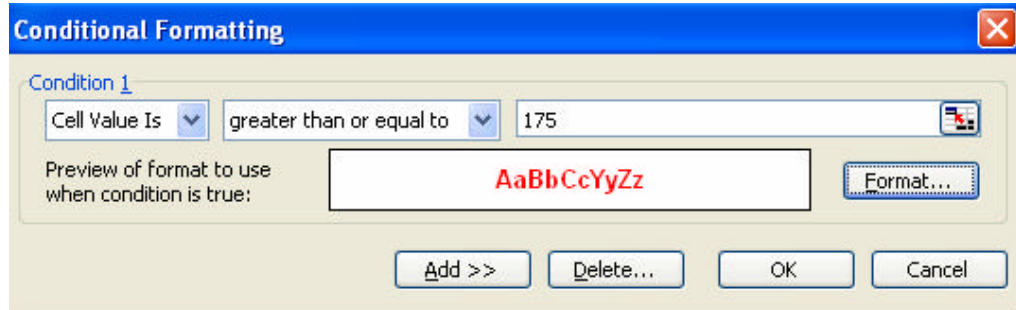 Conditional Formatting
Condition 1
Cell Value Is greater than or equal to 175
Preview of format to use
when condition is true:
AaBbCcYyZz
Format...
Add >> Delete... OK Cancel